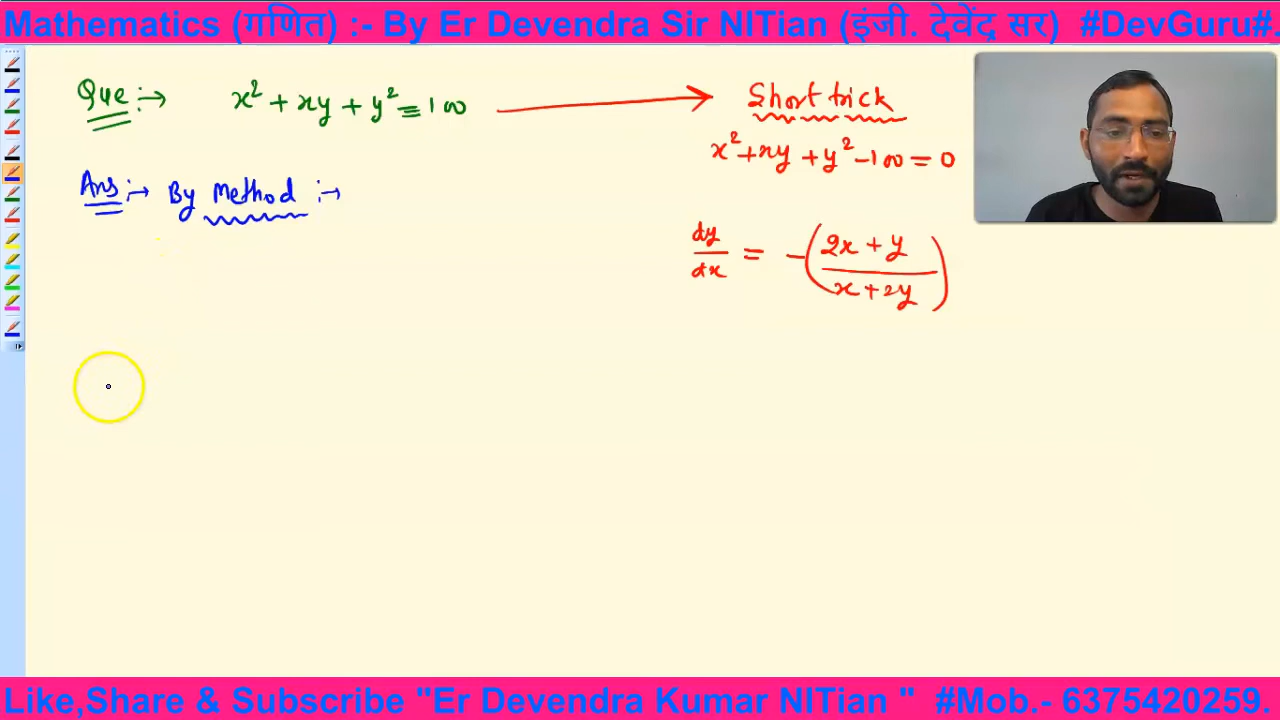 Mathematics (गणित) :- By Er Devendra Sir NITian (इंजी. देवेंद्र सर) #DevGuru#.
Que :→ x² + xy + y² = 100
Short trick
x² + xy + y² - 100 = 0
Ans :→ By Method :→
dy/dx = -((2x + y)/(x + 2y))
Like,Share & Subscribe "Er Devendra Kumar NITian " #Mob.- 6375420259.